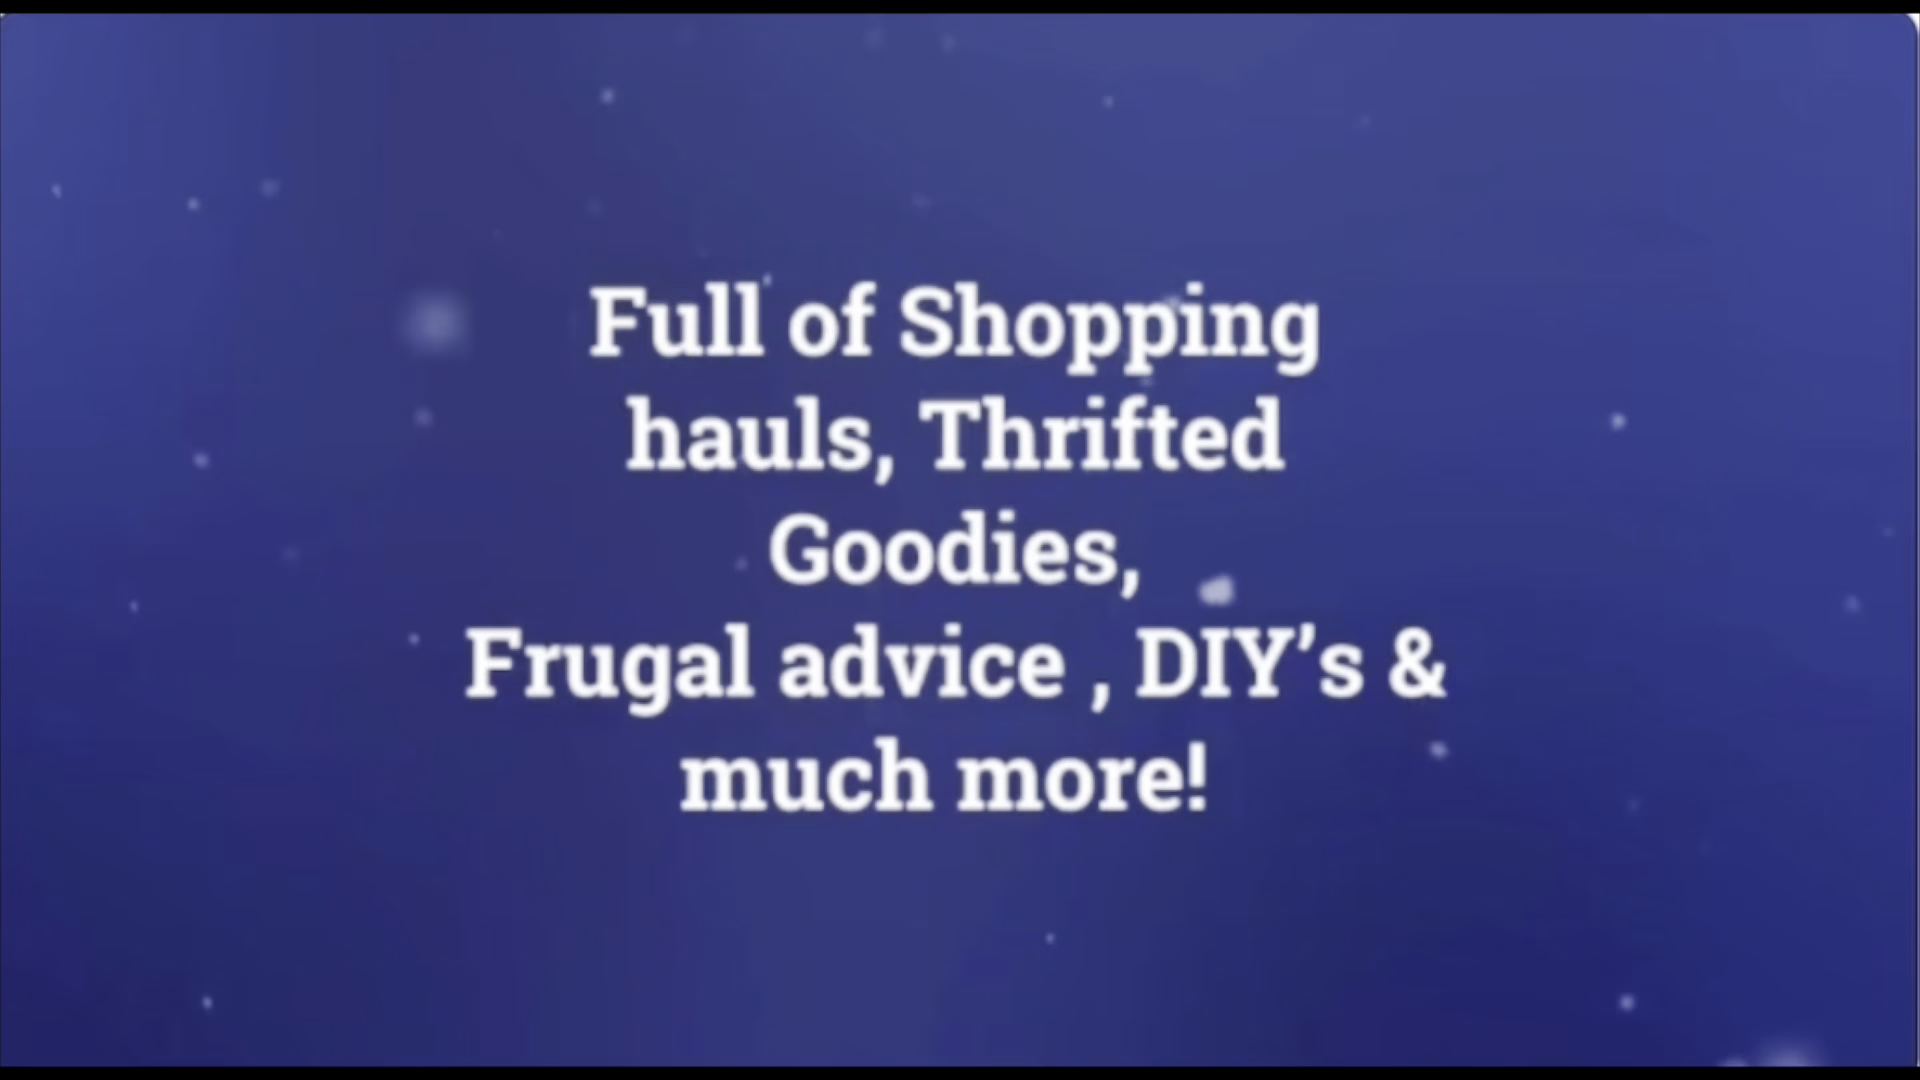 Full of Shopping
hauls, Thrifted
Goodies,
Frugal advice , DIY’s &
much more!